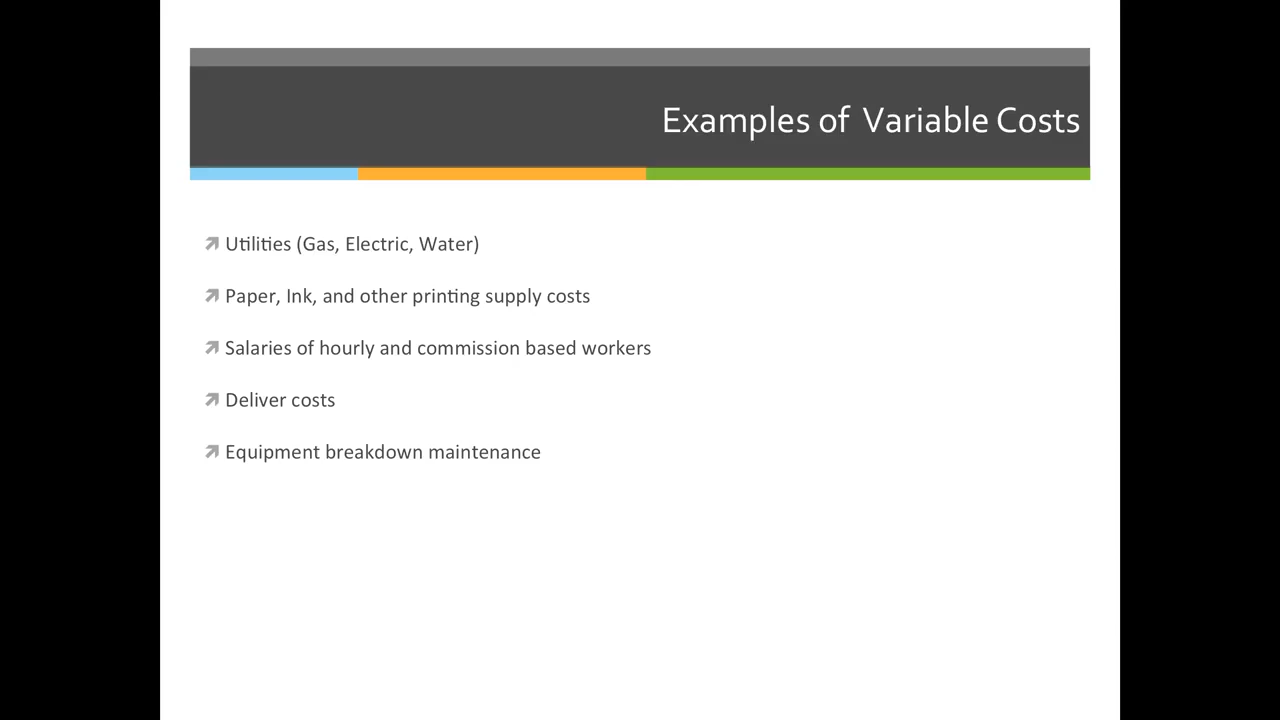 Examples of Variable Costs
Utilities (Gas, Electric, Water)
Paper, Ink, and other printing supply costs
Salaries of hourly and commission based workers
Deliver costs
Equipment breakdown maintenance